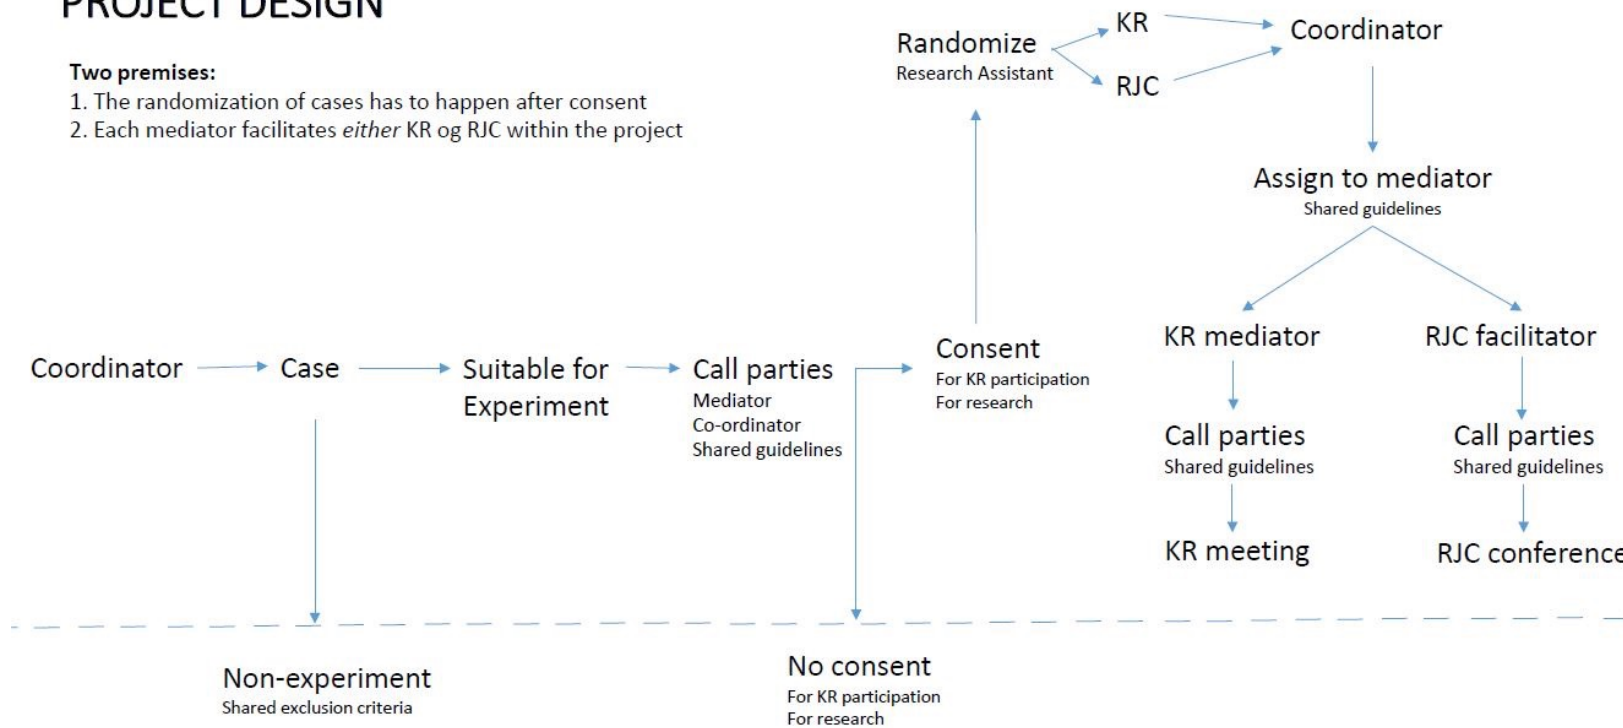 PROJECT DESIGN
Two premises:
1. The randomization of cases has to happen after consent
2. Each mediator facilitates either KR og RJC within the project
Randomize
Research Assistant
KR
RJC
Coordinator
Assign to mediator
Shared guidelines
KR mediator
Call parties
Shared guidelines
KR meeting
RJC facilitator
Call parties
Shared guidelines
RJC conference
Coordinator
Case
Suitable for
Experiment
Call parties
Mediator
Co-ordinator
Shared guidelines
Consent
For KR participation
For research
Non-experiment
Shared exclusion criteria
No consent
For KR participation
For research